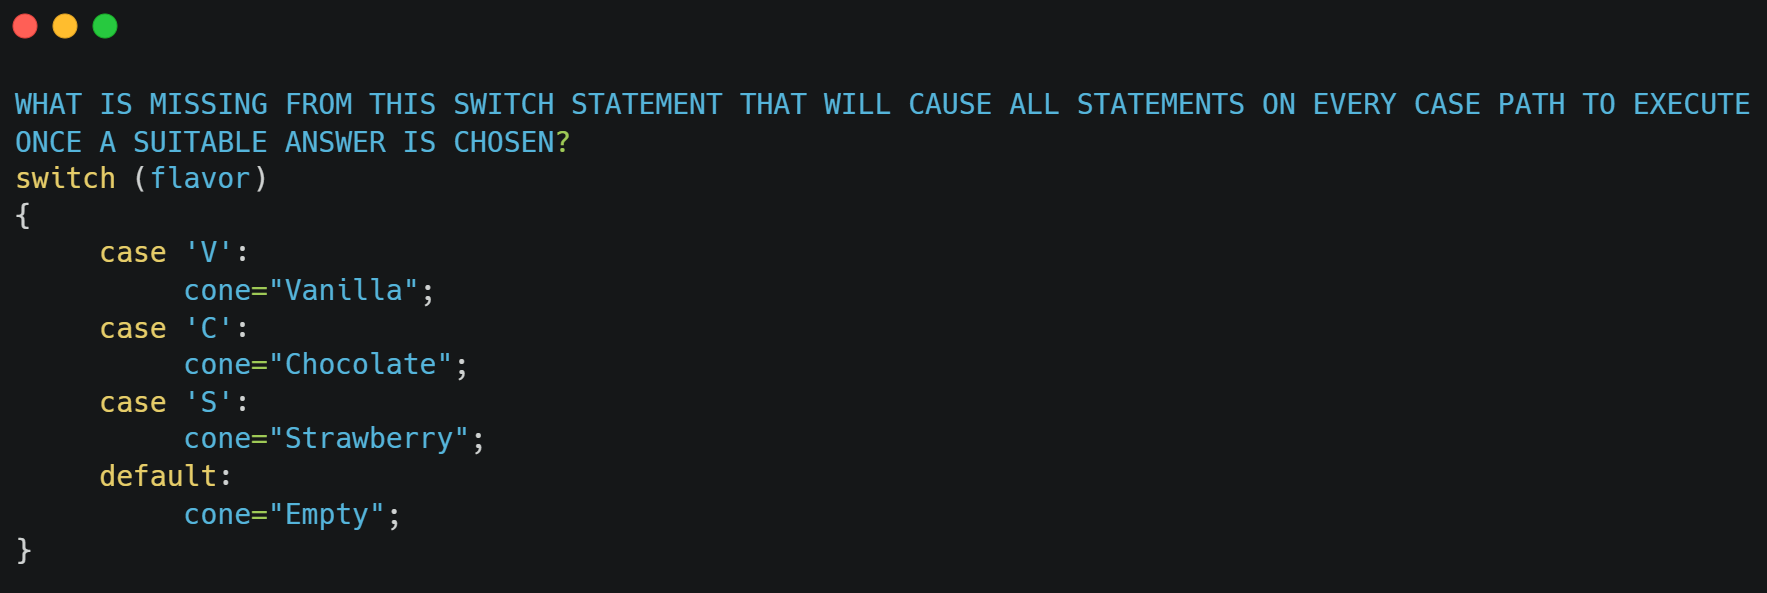 WHAT IS MISSING FROM THIS SWITCH STATEMENT THAT WILL CAUSE ALL STATEMENTS ON EVERY CASE PATH TO EXECUTE
ONCE A SUITABLE ANSWER IS CHOSEN?
switch (flavor)
{
     case 'V':
          cone="Vanilla";
     case 'C':
          cone="Chocolate";
     case 'S':
          cone="Strawberry";
     default:
          cone="Empty";
}